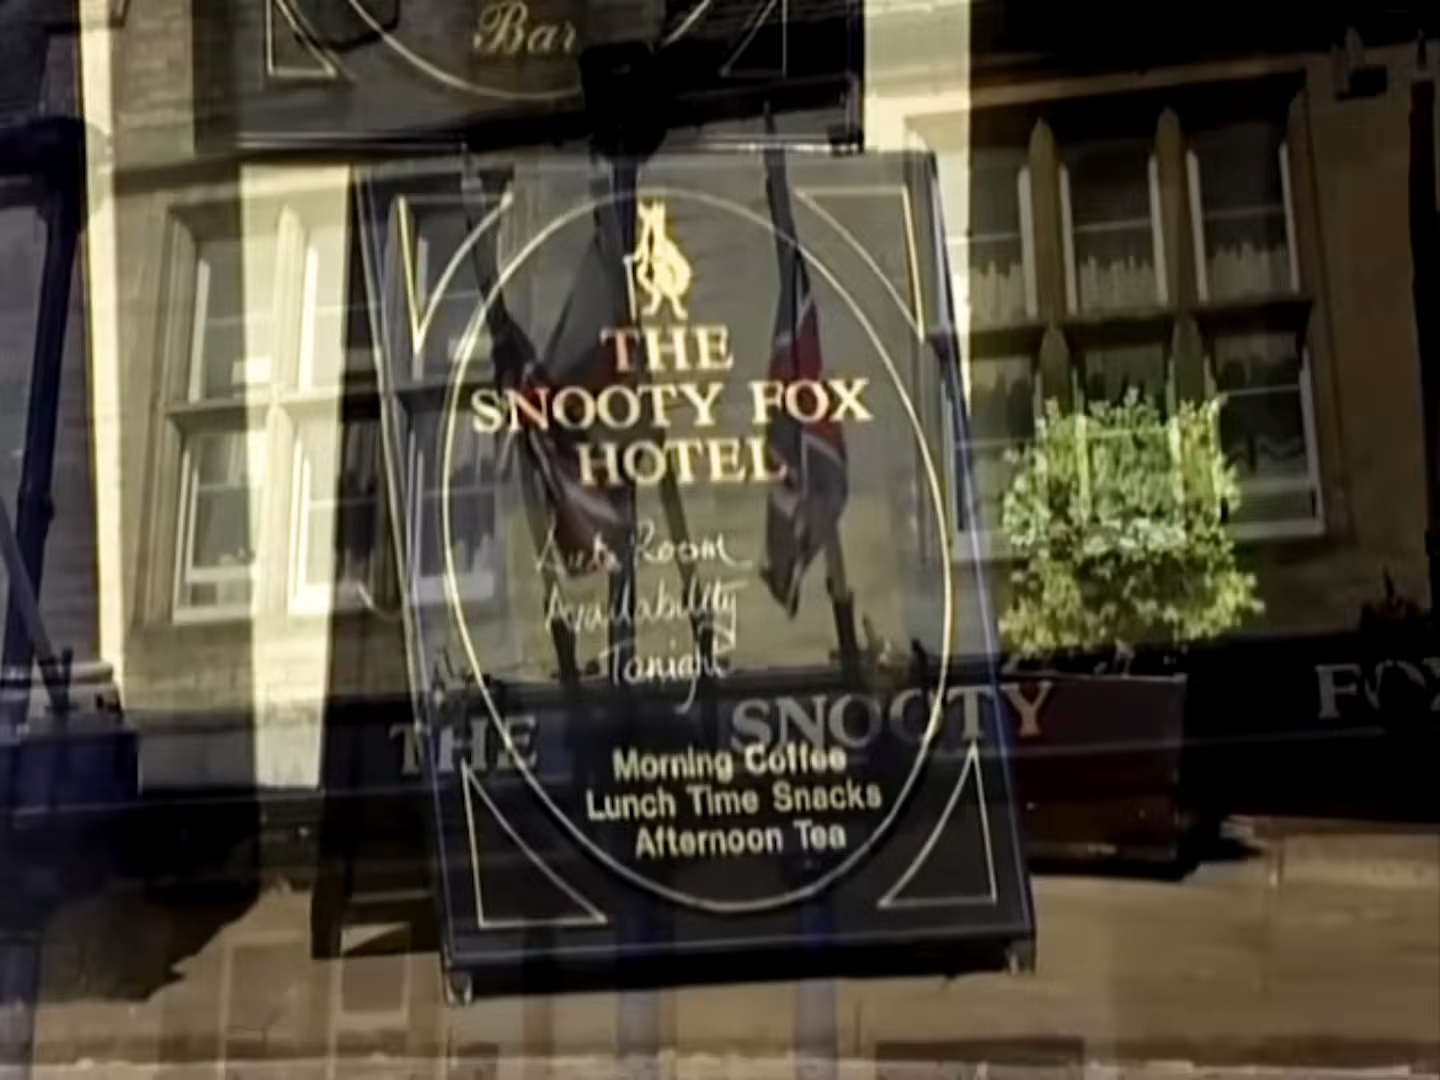 Bar
THE
SNOOTY FOX
HOTEL
Room
Availability
Tonight
THE SNOOTY FOX
Morning Coffee
Lunch Time Snacks
Afternoon Tea